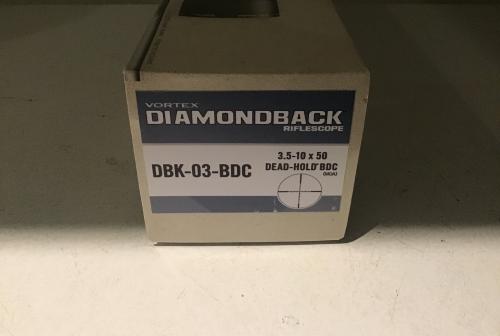 VORTEX
DIAMONDBACK
RIFLESCOPE
DBK-03-BDC
3.5-10 x 50
DEAD-HOLD® BDC
(MOA)